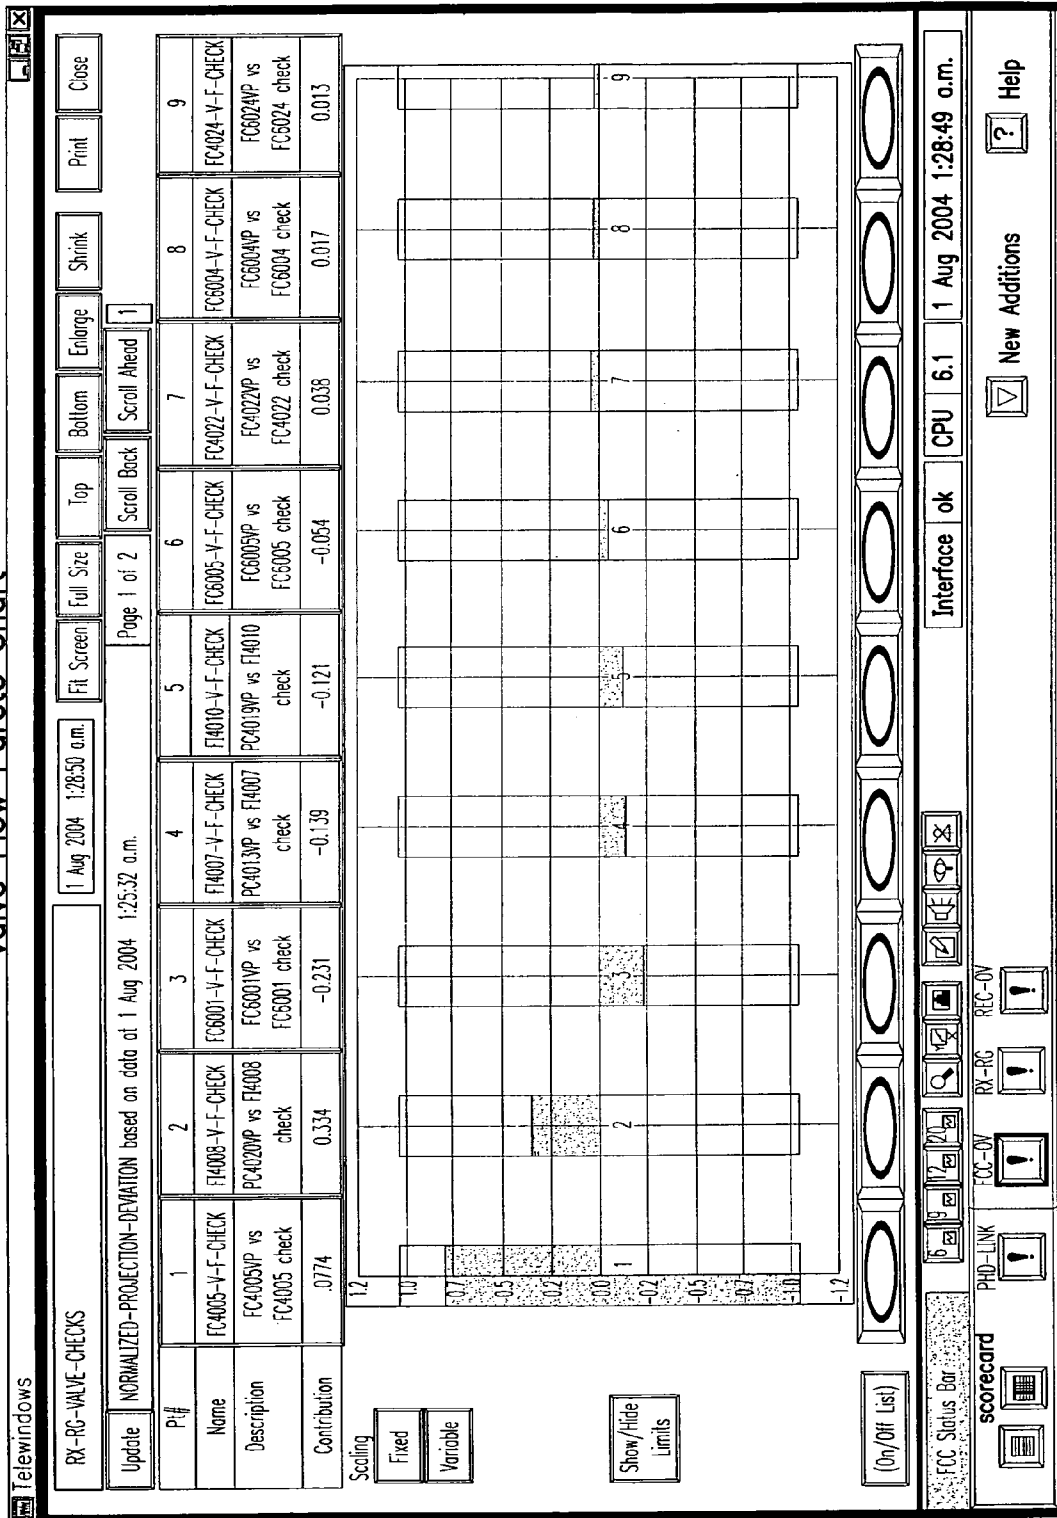 Valve-Flow Pareto Chart
Telewindows
RX-RG-VALVE-CHECKS
1 Aug 2004 1:28:50 a.m.
Fit Screen Full Size Top Bottom Enlarge Shrink Print Close
Update NORMALIZED-PROJECTION-DEVIATION based on data at 1 Aug 2004 1:25:32 a.m. Page 1 of 2 Scroll Back Scroll Ahead 1
Pt# 1 2 3 4 5 6 7 8 9
Name FC4005-V-F-CHECK FI4008-V-F-CHECK FC6001-V-F-CHECK FI4007-V-F-CHECK FI4010-V-F-CHECK FC6005-V-F-CHECK FC4022-V-F-CHECK FC6004-V-F-CHECK FC4024-V-F-CHECK
Description FC4005VP vs FC4005 check PC4020VP vs FI4008 check FC6001VP vs FC6001 check PC4013VP vs FI4007 check PC4019VP vs FI4010 check FC6005VP vs FC6005 check FC4022VP vs FC4022 check FC6004VP vs FC6004 check FC6024VP vs FC6024 check
Contribution .0774 0.334 -0.231 -0.139 -0.121 -0.054 0.038 0.017 0.013
Scaling
Fixed
Variable
Show/Hide
Limits
1.2
1.0
0.7
0.5
0.2
0.0
-0.2
-0.5
-0.7
-1.0
-1.2
1 2 3 4 5 6 7 8 9
(On/Off List)
FCC Status Bar 6 9 12 20 Interface ok CPU 6.1 1 Aug 2004 1:28:49 a.m.
scorecard PHD-LINK FCC-OV RX-RG REC-OV
! ! ! ! New Additions ? Help